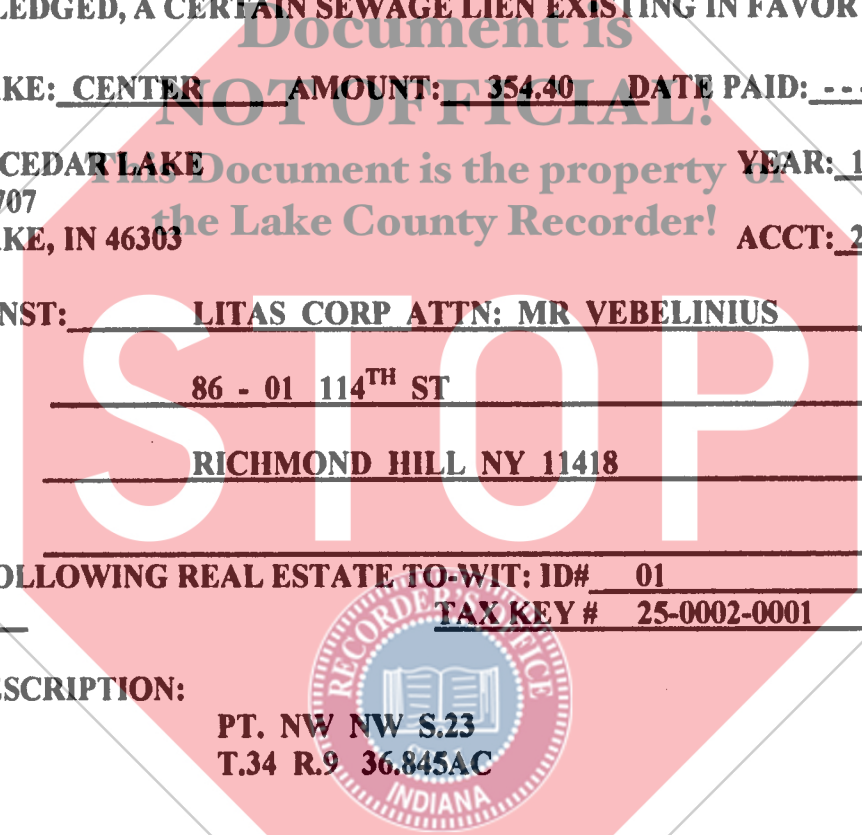 LEDGED, A CERTAIN SEWAGE LIEN EXISTING IN FAVOR
Document is
KE: CENTER AMOUNT: 354.40 DATE PAID: ---
NOT OFFICIAL!
CEDAR LAKE YEAR: 1
This Document is the property of
707
the Lake County Recorder!
KE, IN 46303 ACCT: 2
NST: LITAS CORP ATTN: MR VEBELINIUS
STOP
86 - 01 114TH ST
RICHMOND HILL NY 11418
OLLOWING REAL ESTATE TO-WIT: ID# 01
TAX KEY # 25-0002-0001
RECORDER'S OFFICE
ESCRIPTION:
PT. NW NW S.23
T.34 R.9 36.845AC
INDIANA